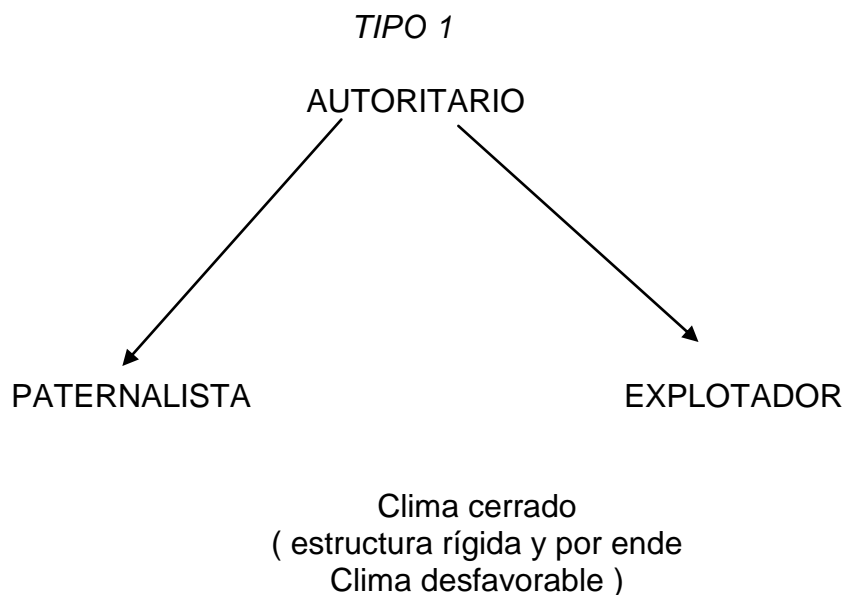 TIPO 1
AUTORITARIO
PATERNALISTA
EXPLOTADOR
Clima cerrado
( estructura rígida y por ende
Clima desfavorable )